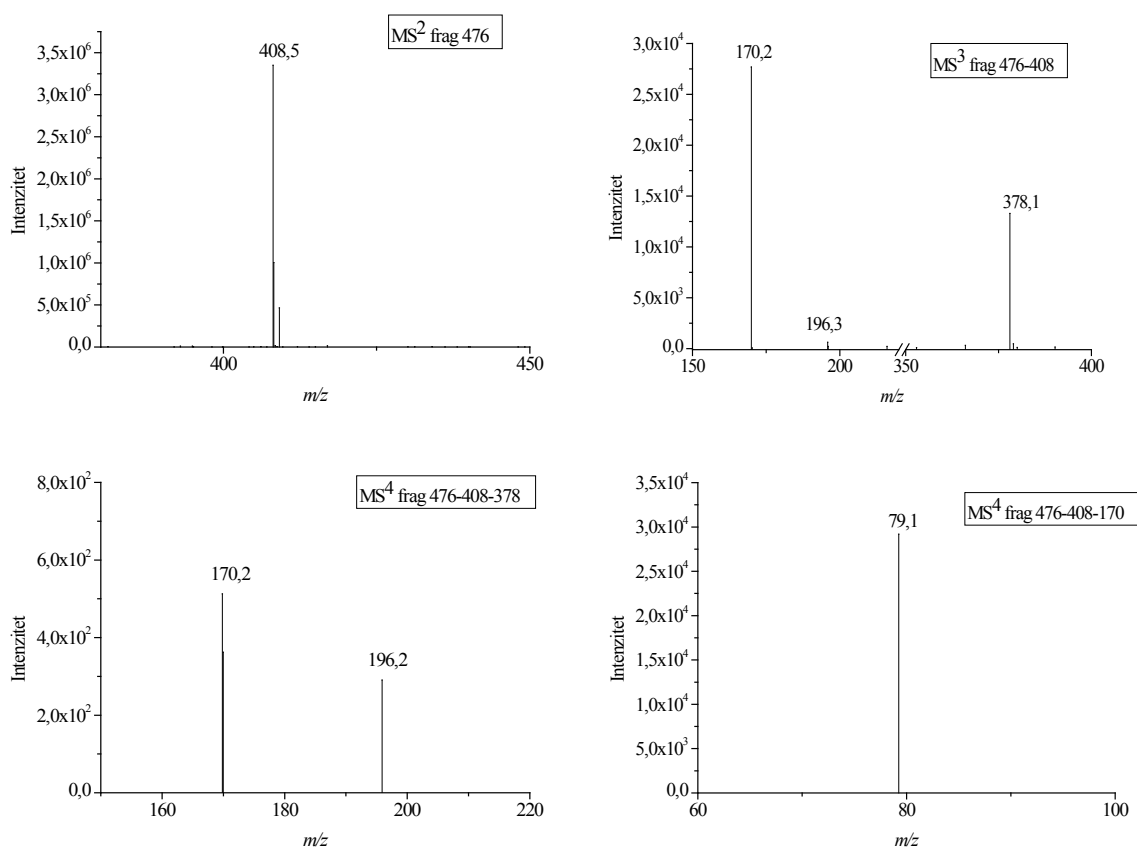 MS² frag 476
408,5
3,5x10⁶
3,0x10⁶
2,5x10⁶
2,0x10⁶
1,5x10⁶
1,0x10⁶
5,0x10⁵
0,0
Intenzitet
400
450
m/z
MS³ frag 476-408
170,2
196,3
378,1
3,0x10⁴
2,5x10⁴
2,0x10⁴
1,5x10⁴
1,0x10⁴
5,0x10³
0,0
Intenzitet
150
200
350
400
m/z
MS⁴ frag 476-408-378
170,2
196,2
8,0x10²
6,0x10²
4,0x10²
2,0x10²
0,0
Intenzitet
160
180
200
220
m/z
MS⁴ frag 476-408-170
79,1
3,5x10⁴
3,0x10⁴
2,5x10⁴
2,0x10⁴
1,5x10⁴
1,0x10⁴
5,0x10³
0,0
Intenzitet
60
80
100
m/z